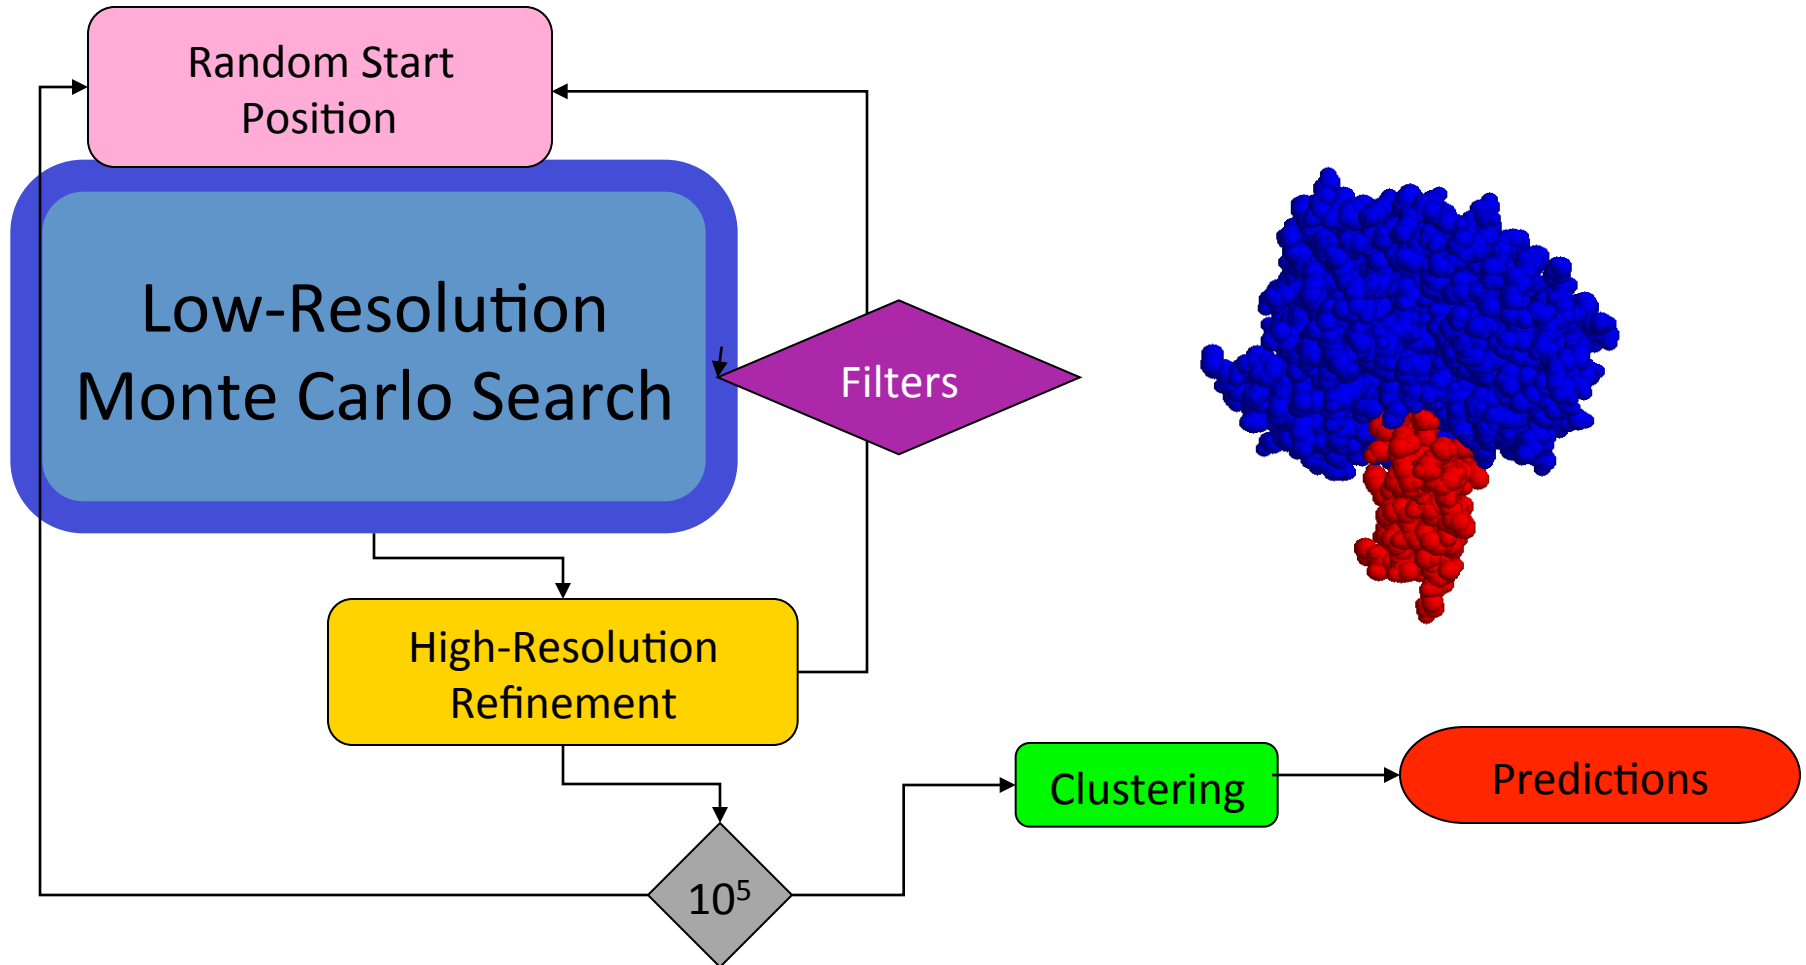 Random Start
Position
Low-Resolution
Monte Carlo Search
Filters
High-Resolution
Refinement
Clustering
Predictions
10⁵